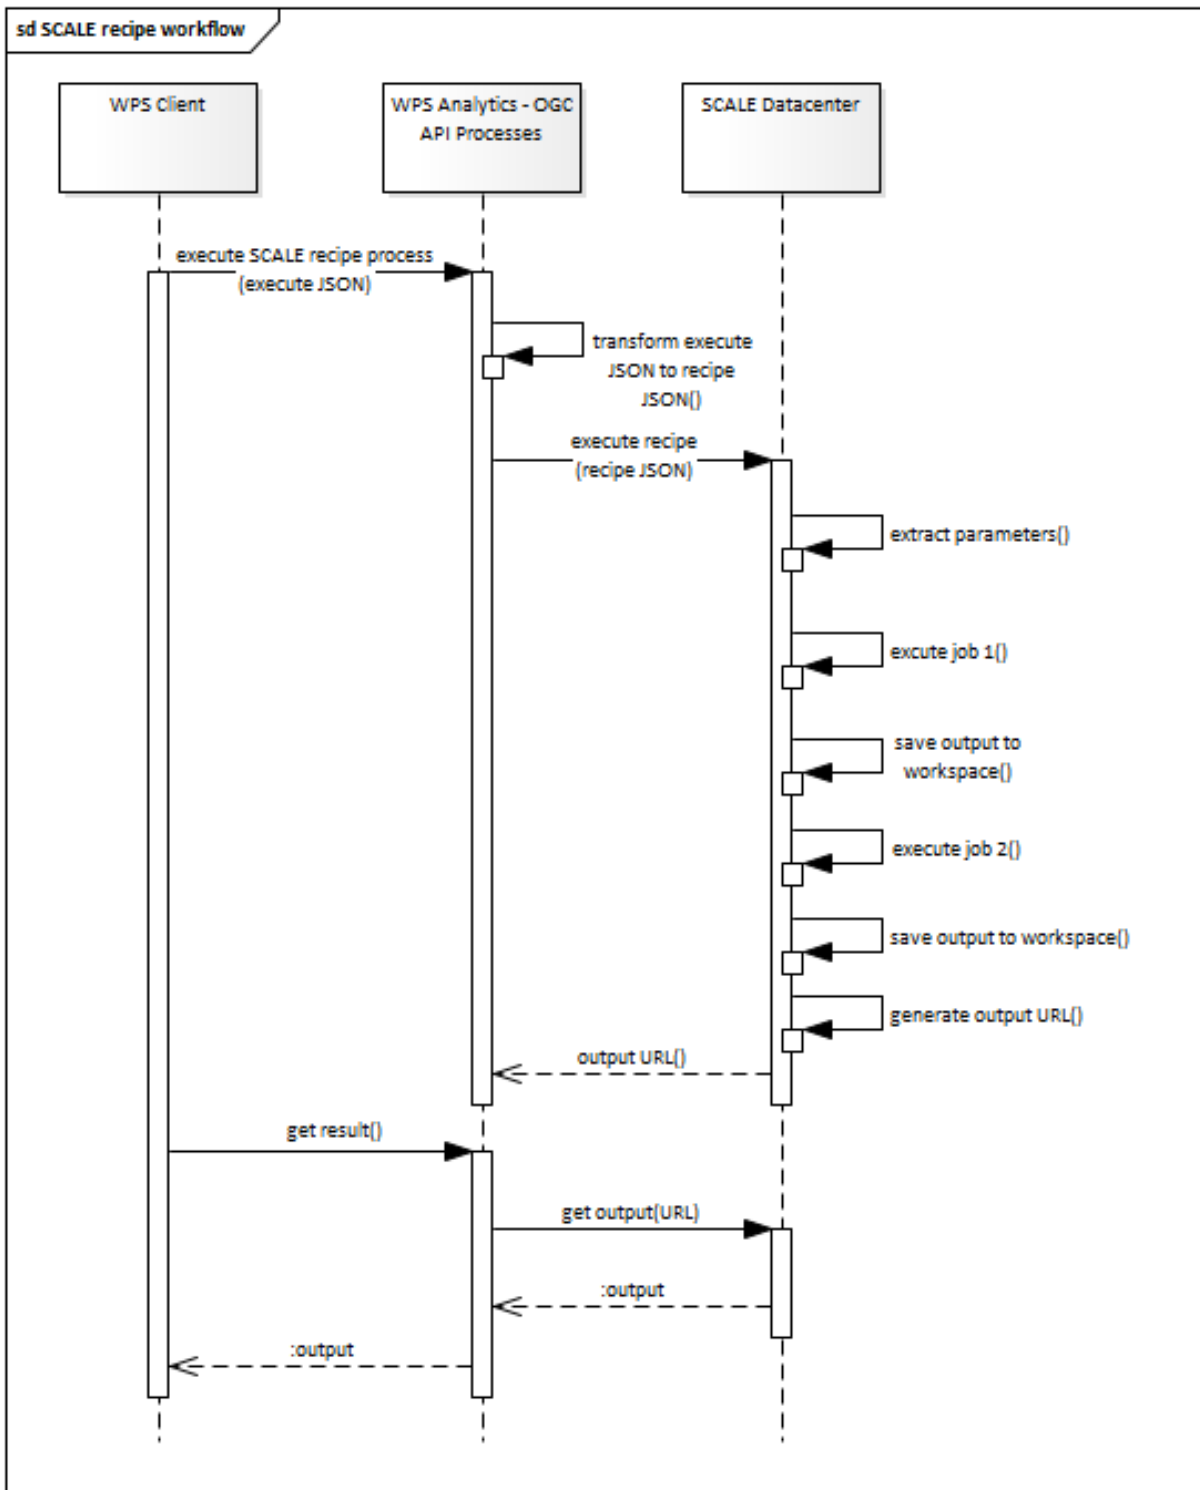 sd SCALE recipe workflow
WPS Client
WPS Analytics - OGC
API Processes
SCALE Datacenter
execute SCALE recipe process
(execute JSON)
transform execute
JSON to recipe
JSON()
execute recipe
(recipe JSON)
extract parameters()
excute job 1()
save output to
workspace()
execute job 2()
save output to workspace()
generate output URL()
output URL()
get result()
get output(URL)
:output
:output